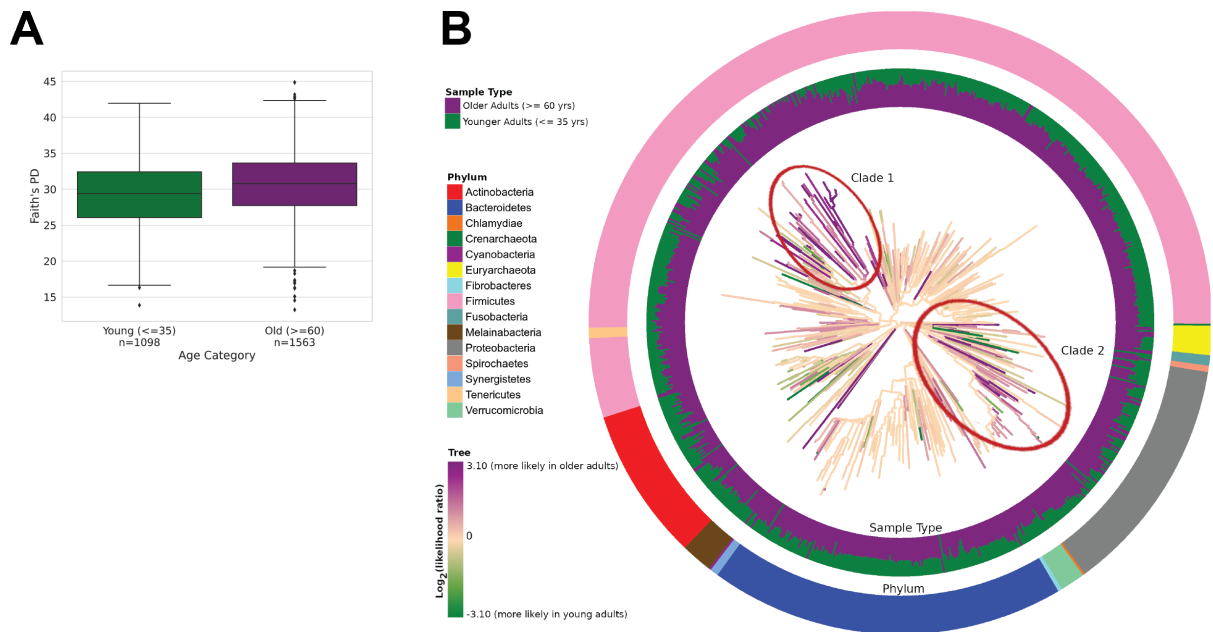 A
B
45
40
35
30
25
20
15
Faith's PD
Young (<=35)
n=1098
Old (>=60)
n=1563
Age Category
Sample Type
Older Adults (>= 60 yrs)
Younger Adults (<= 35 yrs)
Phylum
Actinobacteria
Bacteroidetes
Chlamydiae
Crenarchaeota
Cyanobacteria
Euryarchaeota
Fibrobacteres
Firmicutes
Fusobacteria
Melainabacteria
Proteobacteria
Spirochaetes
Synergistetes
Tenericutes
Verrucomicrobia
Tree
3.10 (more likely in older adults)
0
-3.10 (more likely in young adults)
Log2(likelihood ratio)
Clade 1
Clade 2
Sample Type
Phylum